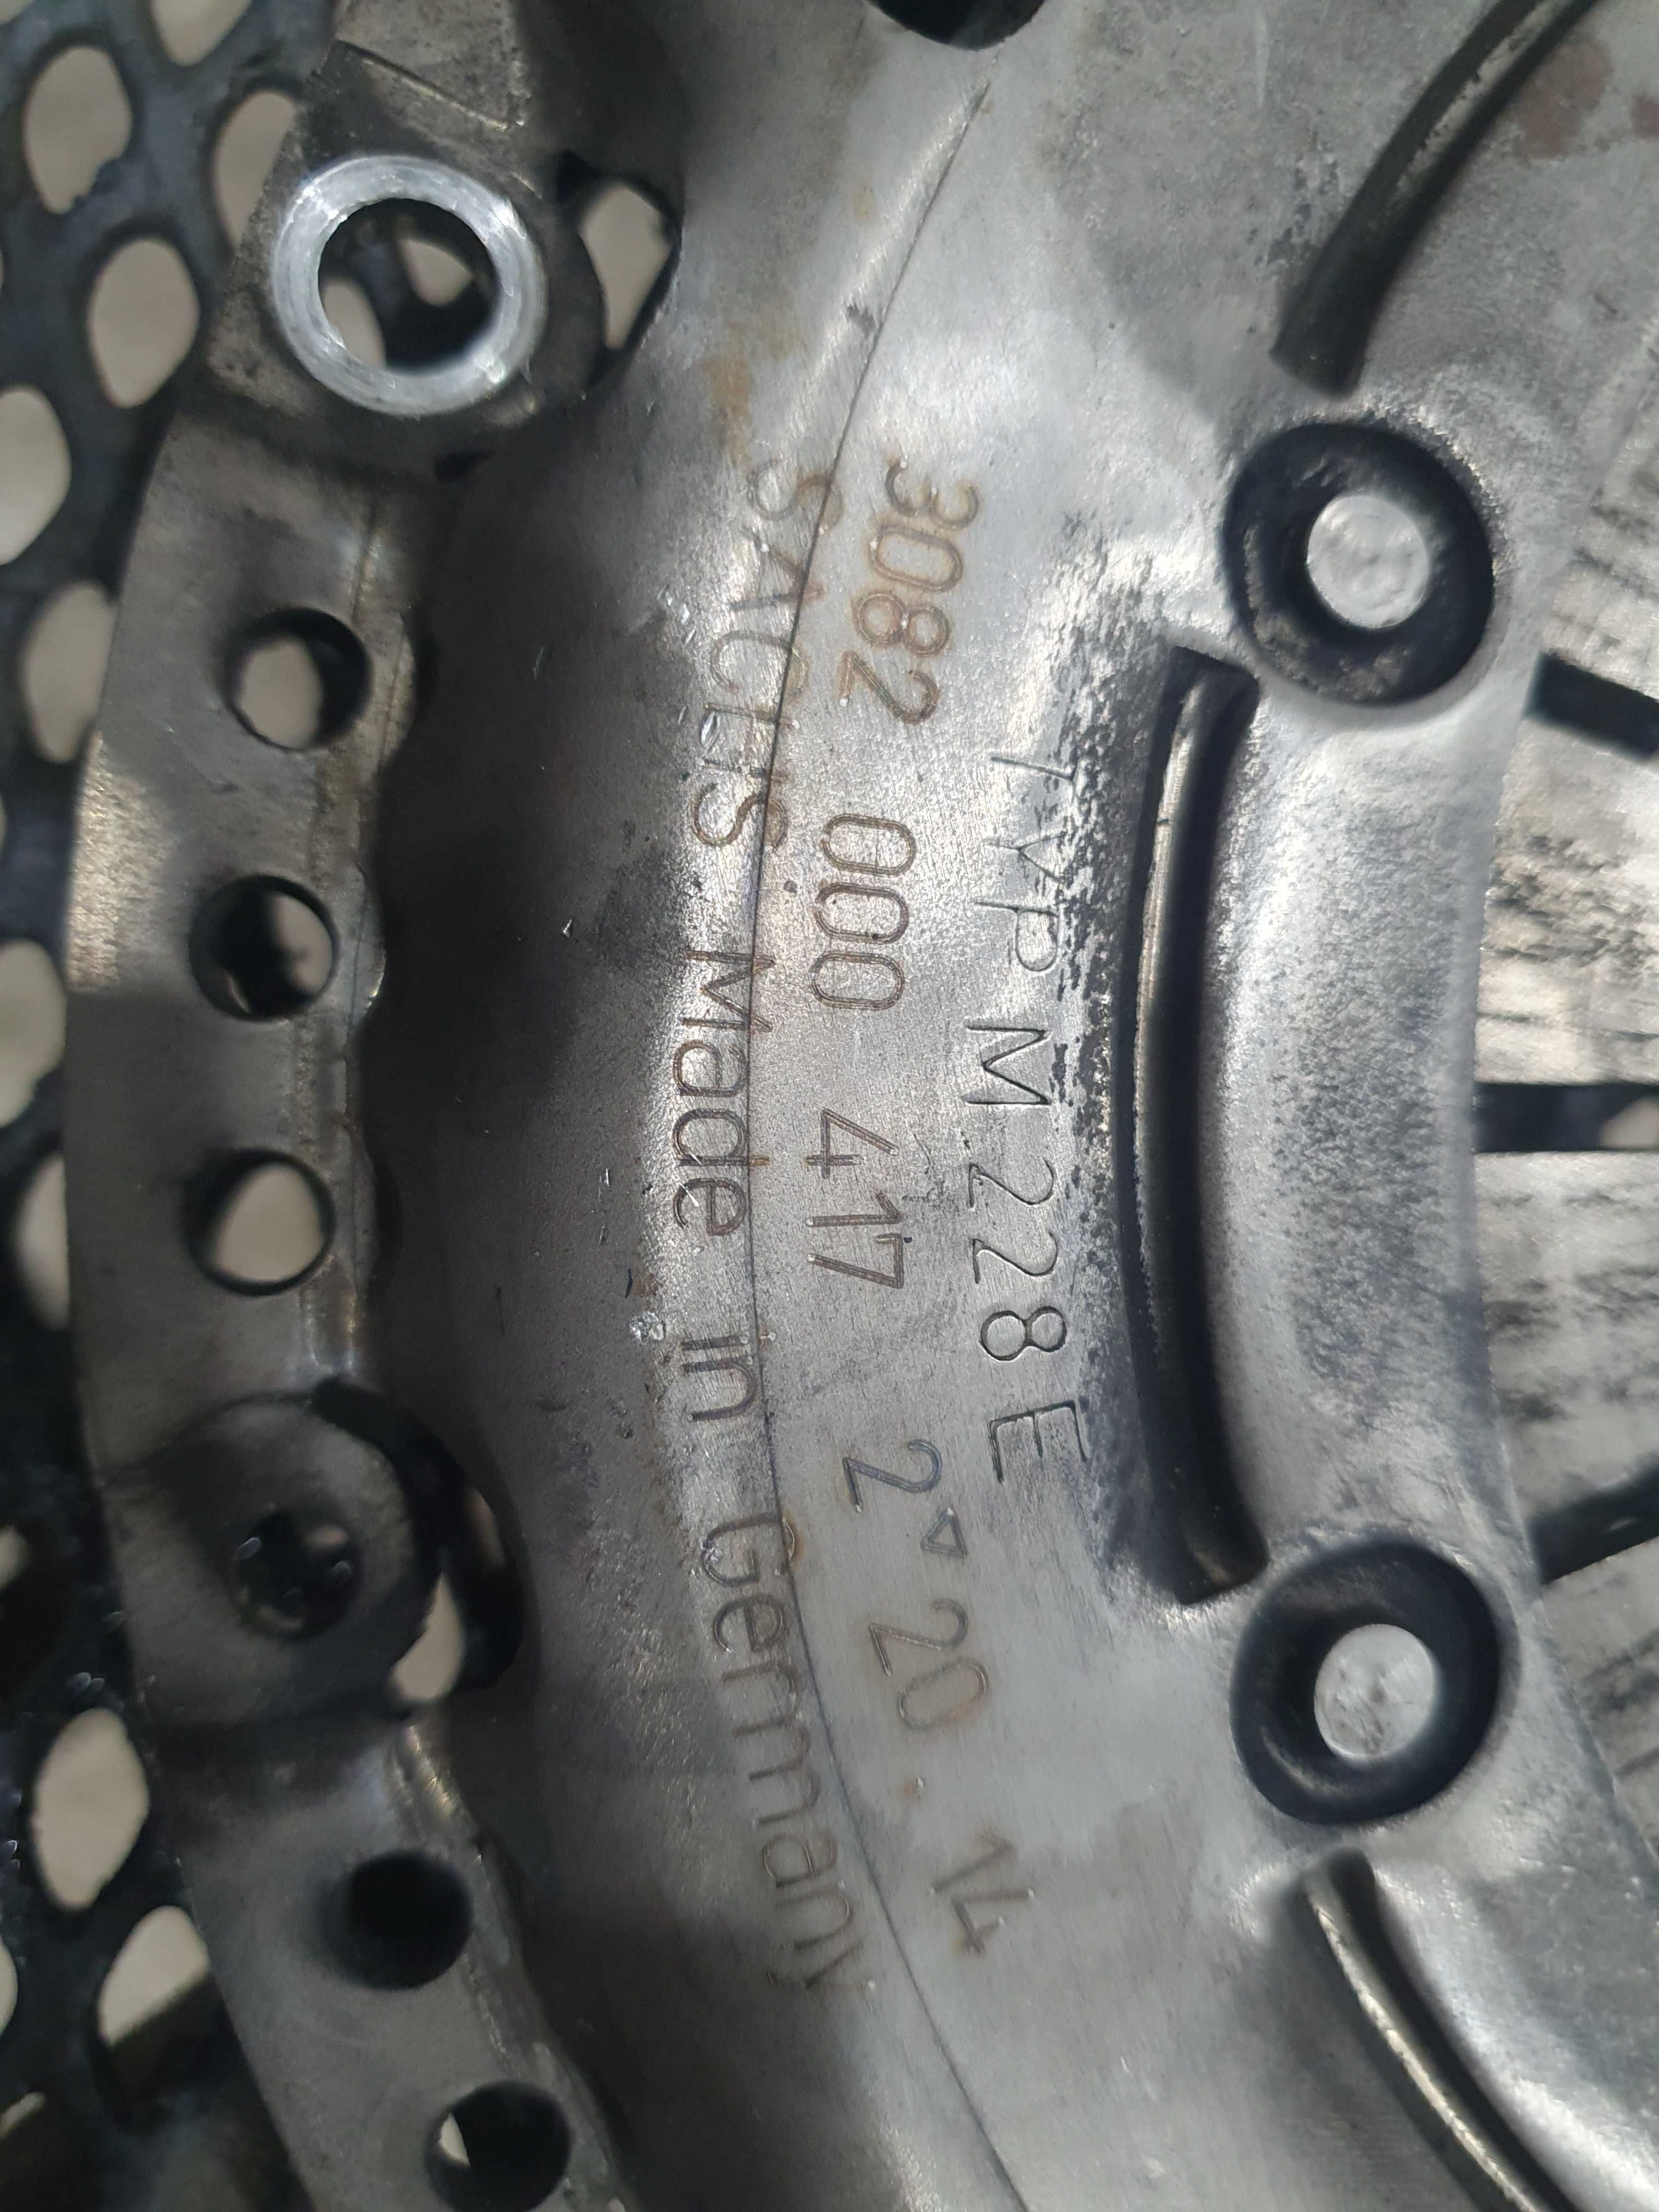 TYP M 228 E
3082 000 417 2 20 14
SACHS Made in Germany